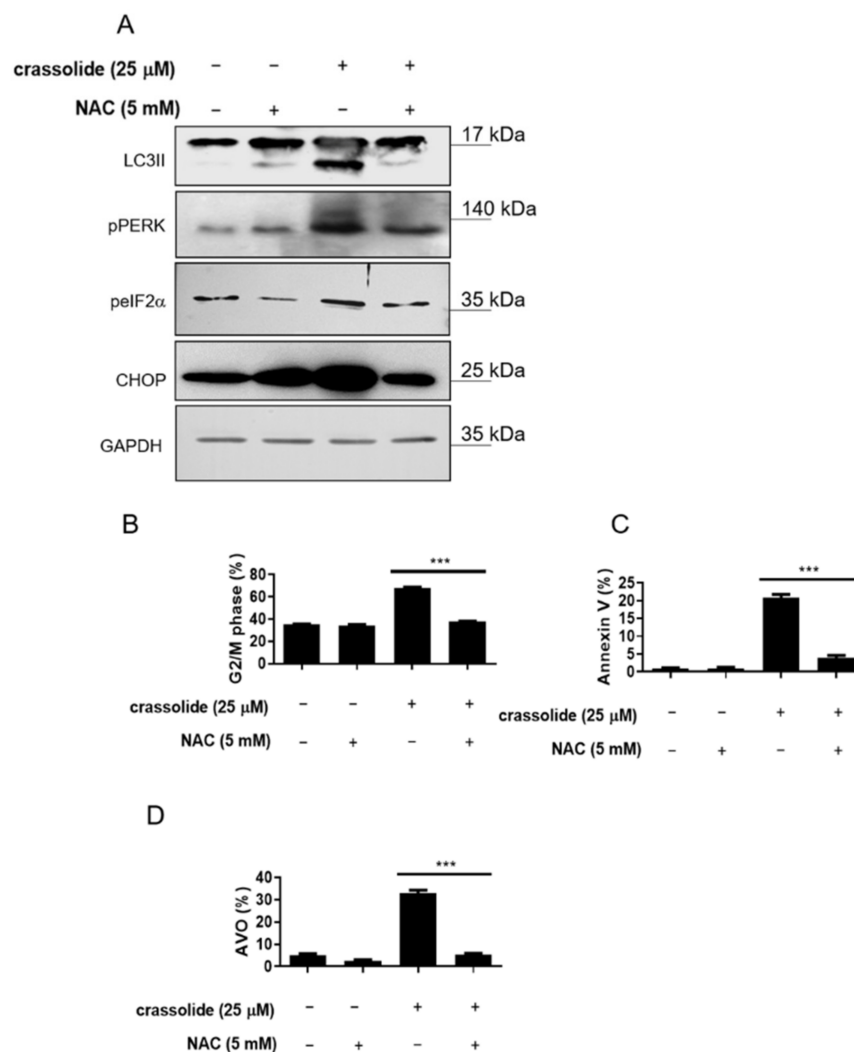 A
crassolide (25 μM) – – + +
NAC (5 mM) – + – +
LC3II 17 kDa
pPERK 140 kDa
peIF2α 35 kDa
CHOP 25 kDa
GAPDH 35 kDa
B
***
G2/M phase (%)
80
60
40
20
0
crassolide (25 μM) – – + +
NAC (5 mM) – + – +
C
***
Annexin V (%)
25
20
15
10
5
0
crassolide (25 μM) – – + +
NAC (5 mM) – + – +
D
***
AVO (%)
40
30
20
10
0
crassolide (25 μM) – – + +
NAC (5 mM) – + – +